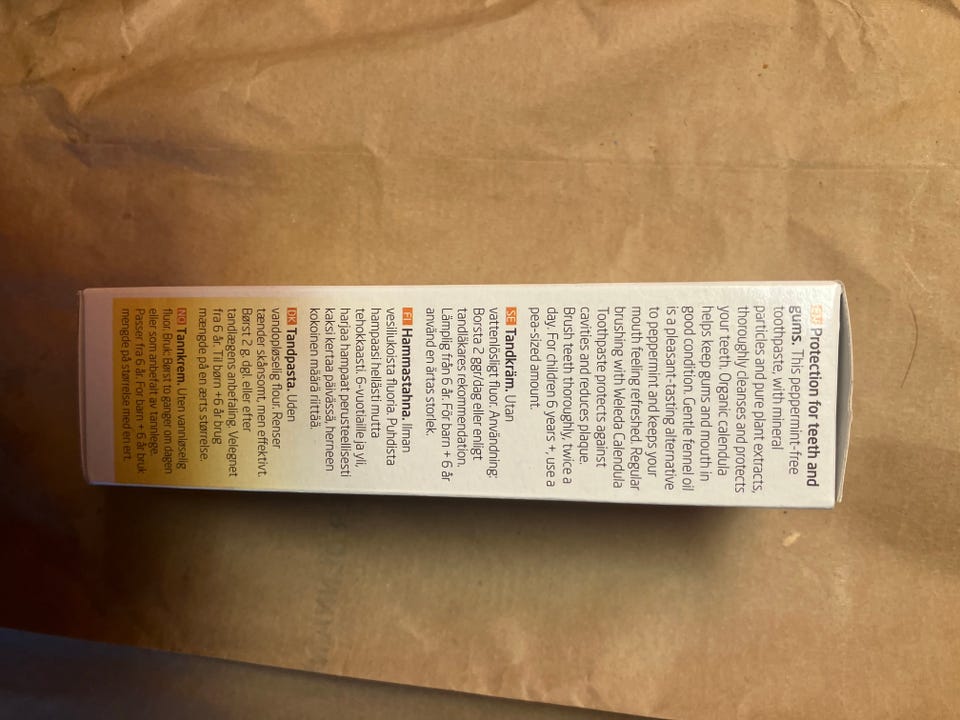 EN Protection for teeth and
gums. This peppermint-free
toothpaste, with mineral
particles and pure plant extracts,
thoroughly cleanses and protects
your teeth. Organic calendula
helps keep gums and mouth in
good condition. Gentle fennel oil
is a pleasant-tasting alternative
to peppermint and keeps your
mouth feeling refreshed. Regular
brushing with Weleda Calendula
Toothpaste protects against
cavities and reduces plaque.
Brush teeth thoroughly, twice a
day. For children 6 years +, use a
pea-sized amount.
SE Tandkräm. Utan
vattenlösligt fluor. Användning:
Borsta 2 ggr/dag eller enligt
tandläkares rekommendation.
Lämplig från 6 år. För barn + 6 år
använd en ärtas storlek.
FI Hammastahna. Ilman
vesiliukoista fluoria. Puhdista
hampaasi hellästi mutta
tehokkaasti. 6-vuotiaille ja yli,
harjaa hampaat perusteellisesti
kaksi kertaa päivässä, herneen
kokoinen määrä riittää.
DK Tandpasta. Uden
vandopløselig flour. Renser
tænder skånsomt, men effektivt.
Børst 2 g. dgl. eller efter
tandlægens anbefaling. Velegnet
fra 6 år. Til børn +6 år brug
mængde på en ærts størrelse.
NO Tannkrem. Uten vannløselig
fluor. Bruk: Børst to ganger om dagen
eller som anbefalt av tannlege.
Passer fra 6 år. For barn + 6 år bruk
mengde på størrelse med en ert.